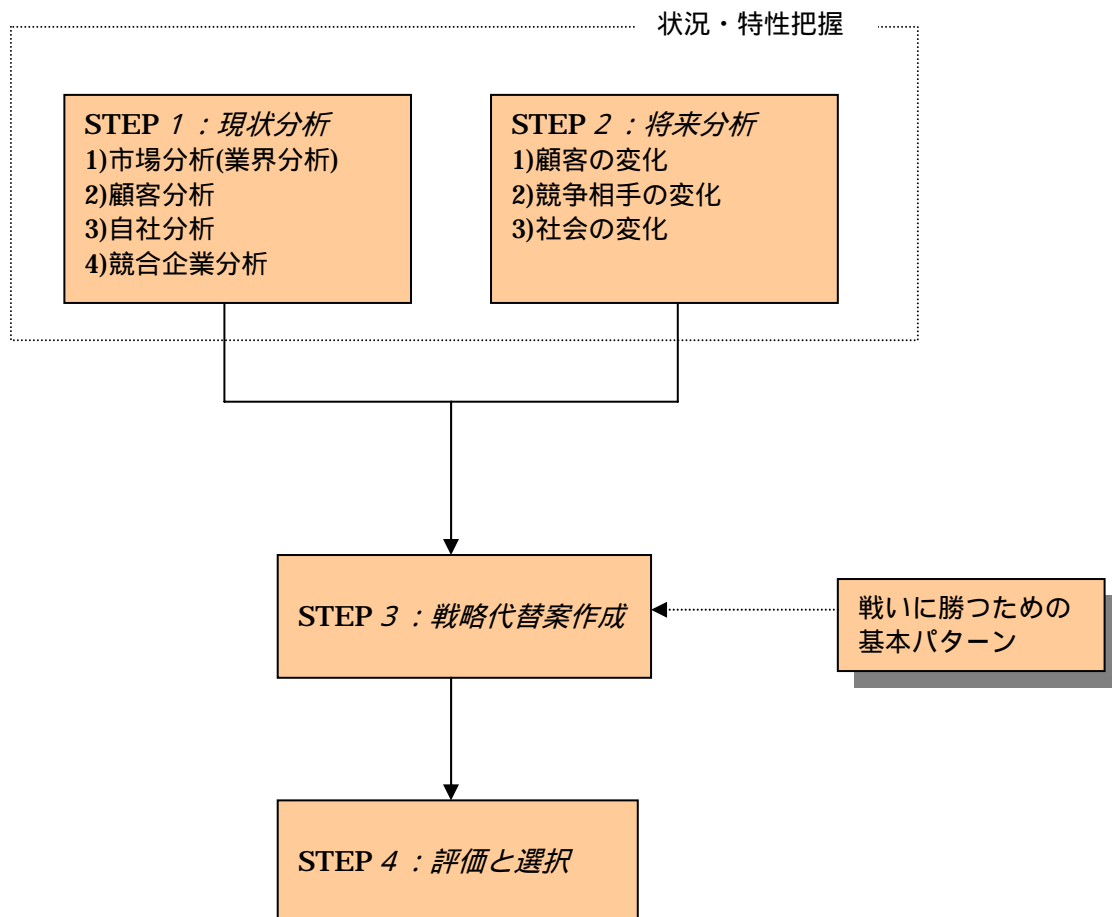 状況・特性把握
STEP 1:現状分析
1)市場分析(業界分析)
2)顧客分析
3)自社分析
4)競合企業分析
STEP 2:将来分析
1)顧客の変化
2)競争相手の変化
3)社会の変化
STEP 3:戦略代替案作成
戦いに勝つための
基本パターン
STEP 4:評価と選択